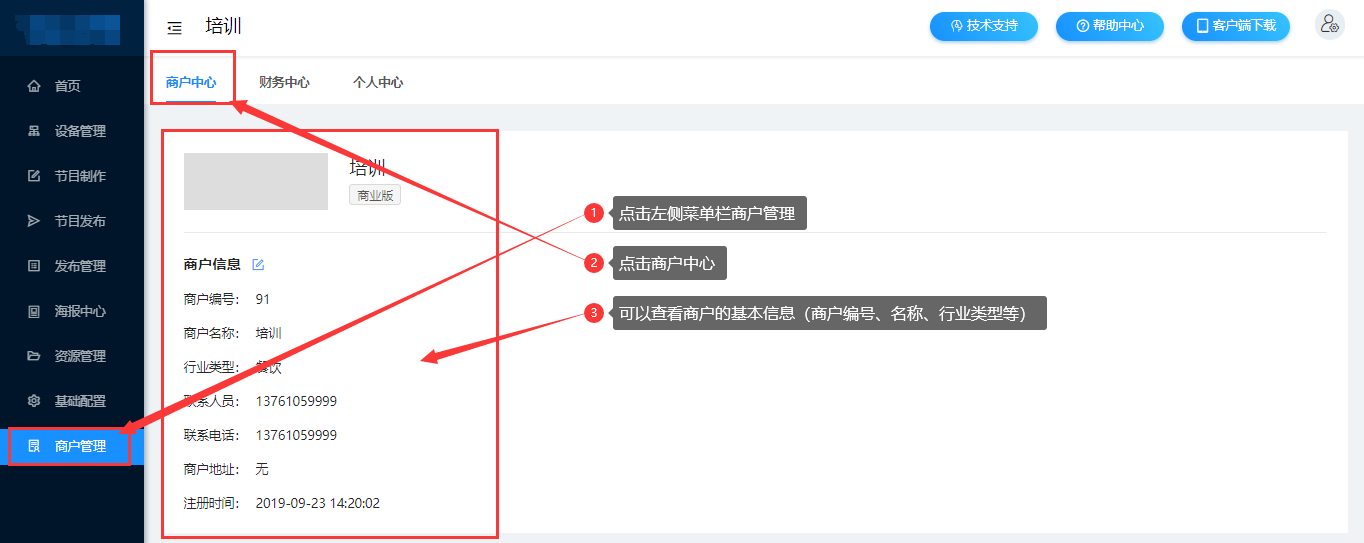 培训
技术支持
帮助中心
客户端下载
首页
设备管理
节目制作
节目发布
发布管理
海报中心
资源管理
基础配置
商户管理
商户中心 财务中心 个人中心
培训
商业版
商户信息
商户编号： 91
商户名称： 培训
行业类型： 餐饮
联系人员： 13761059999
联系电话： 13761059999
商户地址： 无
注册时间： 2019-09-23 14:20:02
1 点击左侧菜单栏商户管理
2 点击商户中心
3 可以查看商户的基本信息（商户编号、名称、行业类型等）